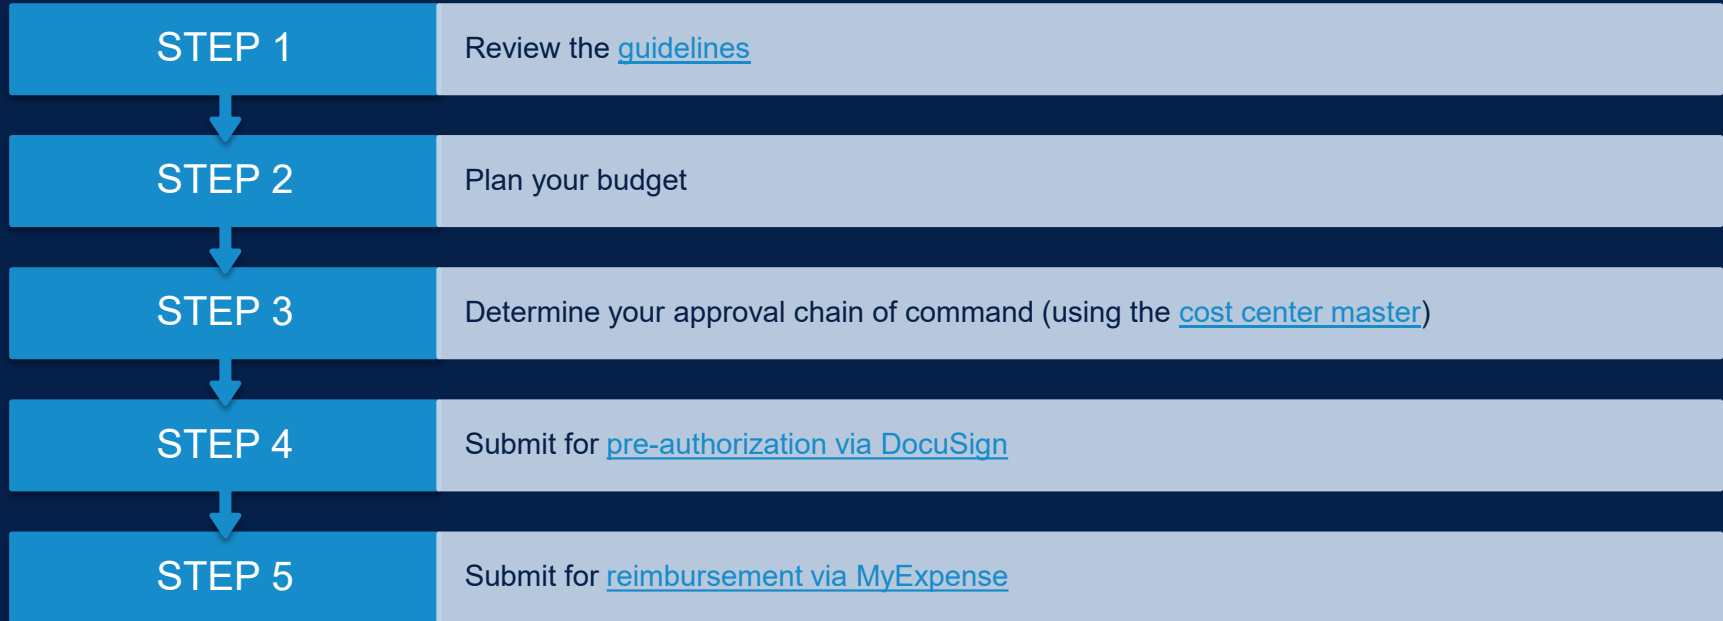 STEP 1
Review the guidelines
STEP 2
Plan your budget
STEP 3
Determine your approval chain of command (using the cost center master)
STEP 4
Submit for pre-authorization via DocuSign
STEP 5
Submit for reimbursement via MyExpense